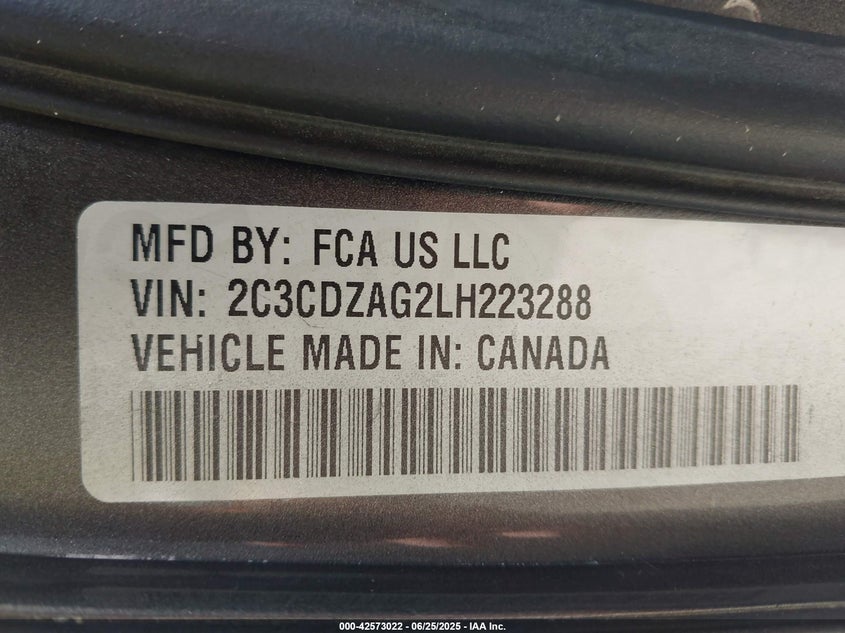 MFD BY: FCA US LLC
VIN: 2C3CDZAG2LH223288
VEHICLE MADE IN: CANADA
000-42573022 - 06/25/2025 - IAA Inc.